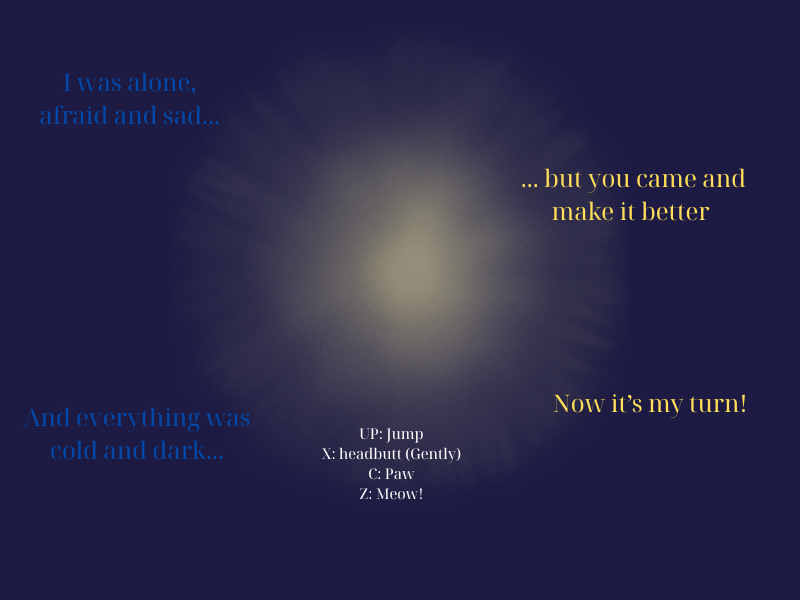 I was alone,
afraid and sad...
... but you came and
make it better
And everything was
cold and dark...
Now it's my turn!
UP: Jump
X: headbutt (Gently)
C: Paw
Z: Meow!